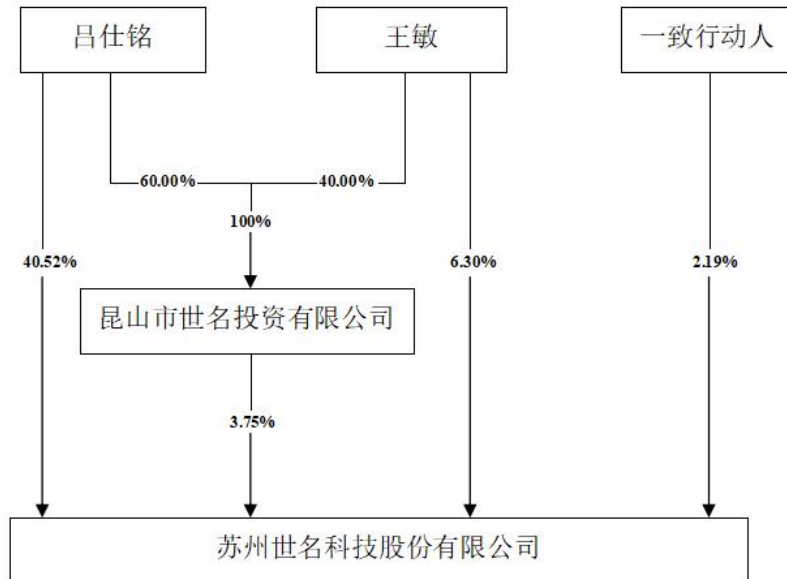 吕仕铭
王敏
一致行动人
60.00%
40.00%
100%
40.52%
6.30%
2.19%
昆山市世名投资有限公司
3.75%
苏州世名科技股份有限公司